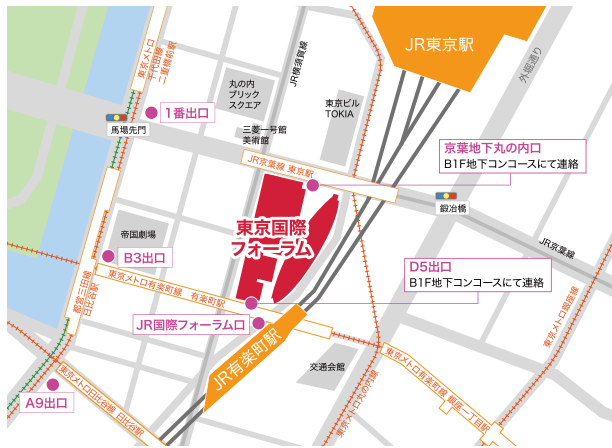 JR東京駅
外堀通り
東京メトロ
千代田線
二重橋前駅
JR横須賀線
丸の内
ブリック
スクエア
東京ビル
TOKIA
1番出口
馬場先門
三菱一号館
美術館
京葉地下丸の内口
B1F地下コンコースにて連絡
JR京葉線 東京駅
鍛冶橋
東京国際
フォーラム
帝国劇場
JR京葉線
B3出口
D5出口
B1F地下コンコースにて連絡
都営三田線
日比谷駅
東京メトロ有楽町線 有楽町駅
東京メトロ銀座線
JR国際フォーラム口
JR有楽町駅
交通会館
東京メトロ有楽町線 銀座一丁目駅
東京メトロ日比谷線 日比谷駅
東京メトロ丸の内線
A9出口